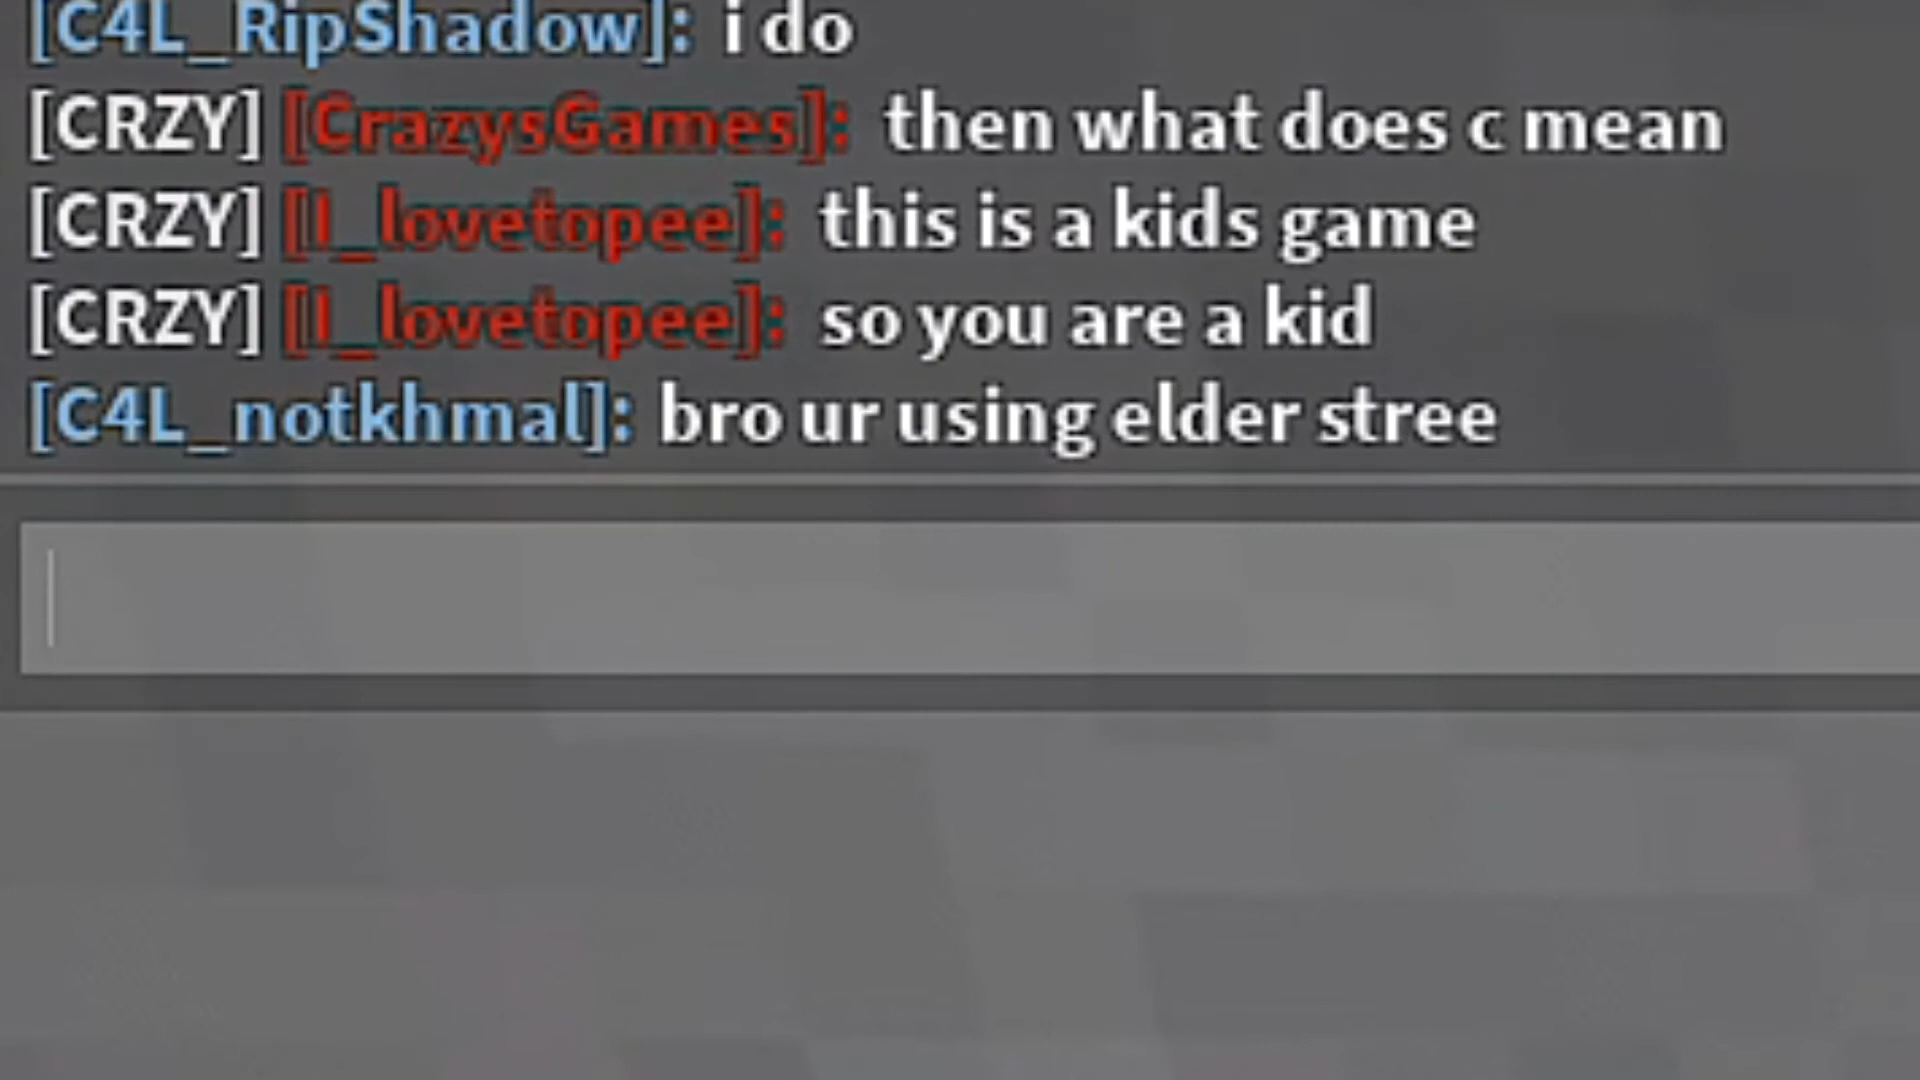 [C4L_RipShadow]: i do
[CRZY] [CrazysGames]: then what does c mean
[CRZY] [I_lovetopee]: this is a kids game
[CRZY] [I_lovetopee]: so you are a kid
[C4L_notkhmal]: bro ur using elder stree